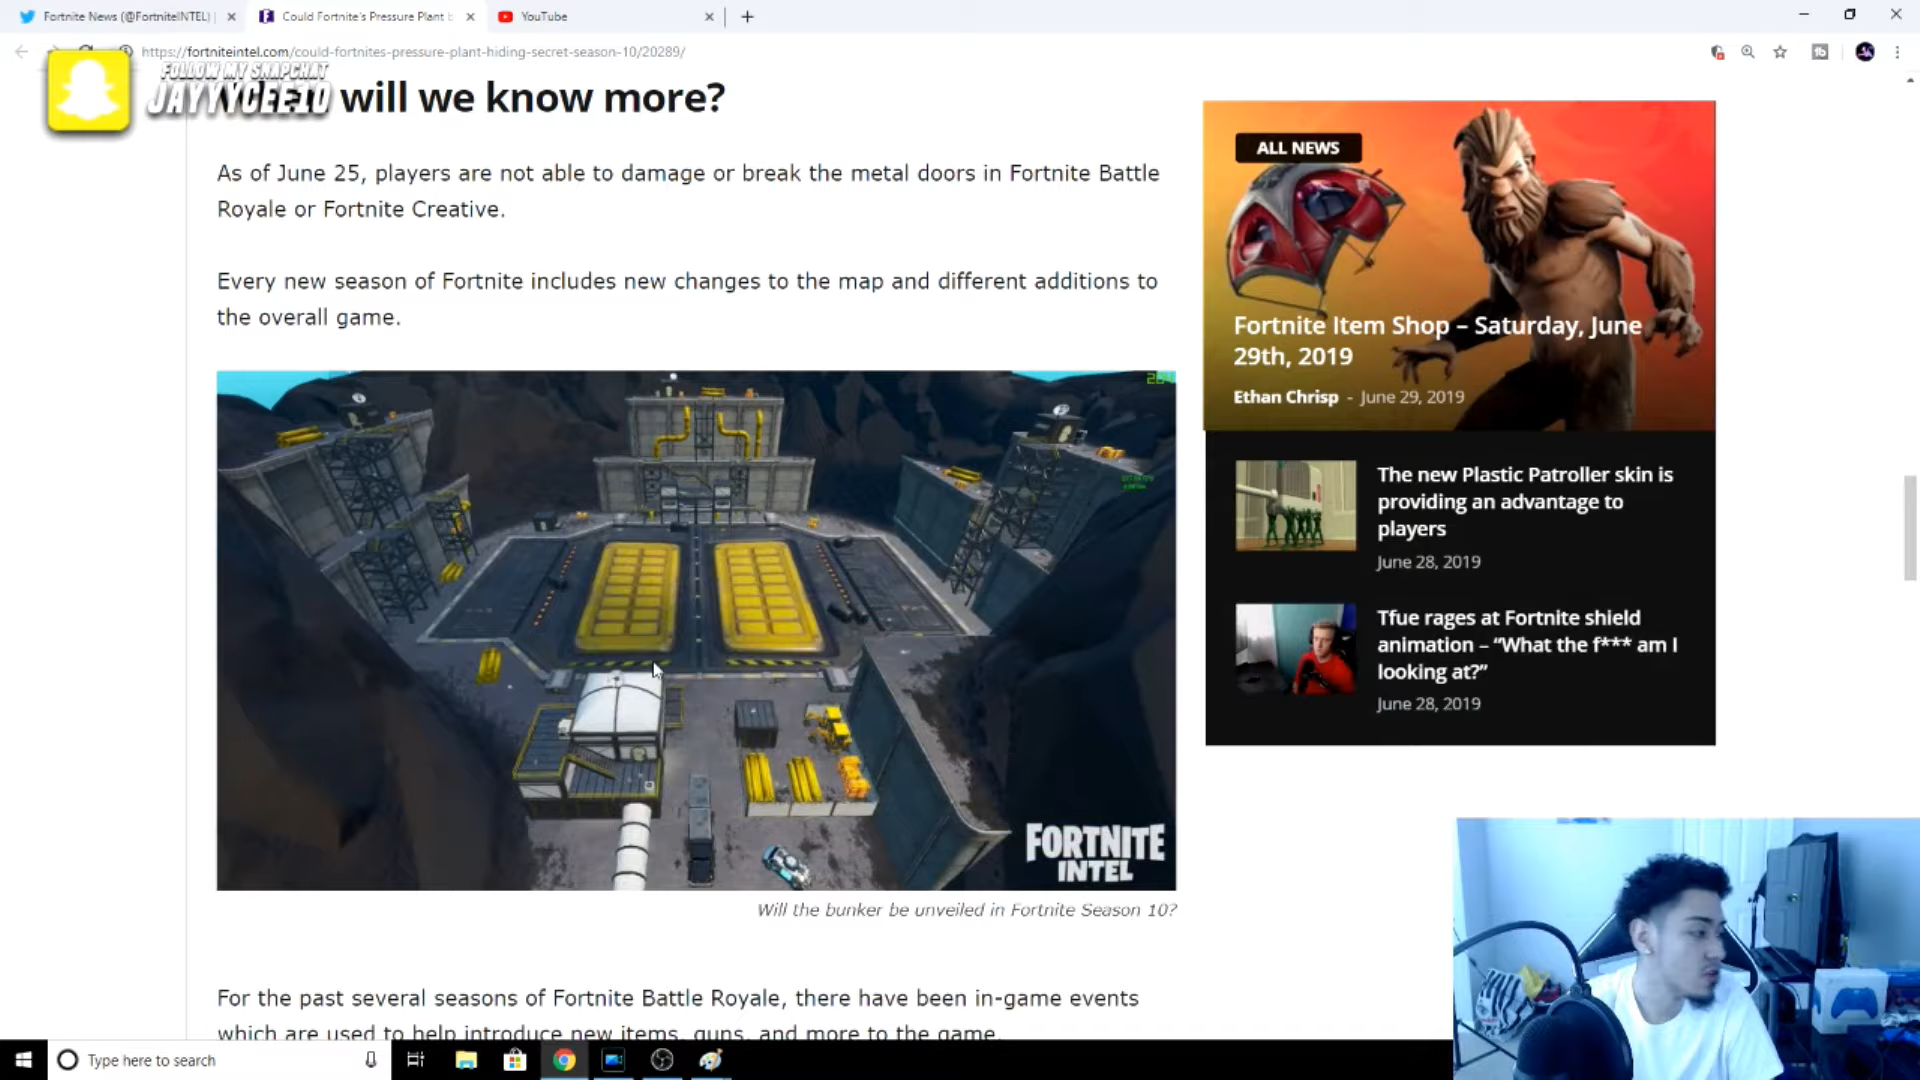 Fortnite News (@FortniteINTEL) |
Could Fortnite's Pressure Plant b
YouTube
https://fortniteintel.com/could-fortnites-pressure-plant-hiding-secret-season-10/20289/
FOLLOW MY SNAPCHAT
JAYYYCEE10
will we know more?
As of June 25, players are not able to damage or break the metal doors in Fortnite Battle
Royale or Fortnite Creative.
Every new season of Fortnite includes new changes to the map and different additions to
the overall game.
FORTNITE
INTEL
Will the bunker be unveiled in Fortnite Season 10?
For the past several seasons of Fortnite Battle Royale, there have been in-game events
which are used to help introduce new items, guns, and more to the game.
ALL NEWS
Fortnite Item Shop – Saturday, June
29th, 2019
Ethan Chrisp - June 29, 2019
The new Plastic Patroller skin is
providing an advantage to
players
June 28, 2019
Tfue rages at Fortnite shield
animation – “What the f*** am I
looking at?”
June 28, 2019
Type here to search